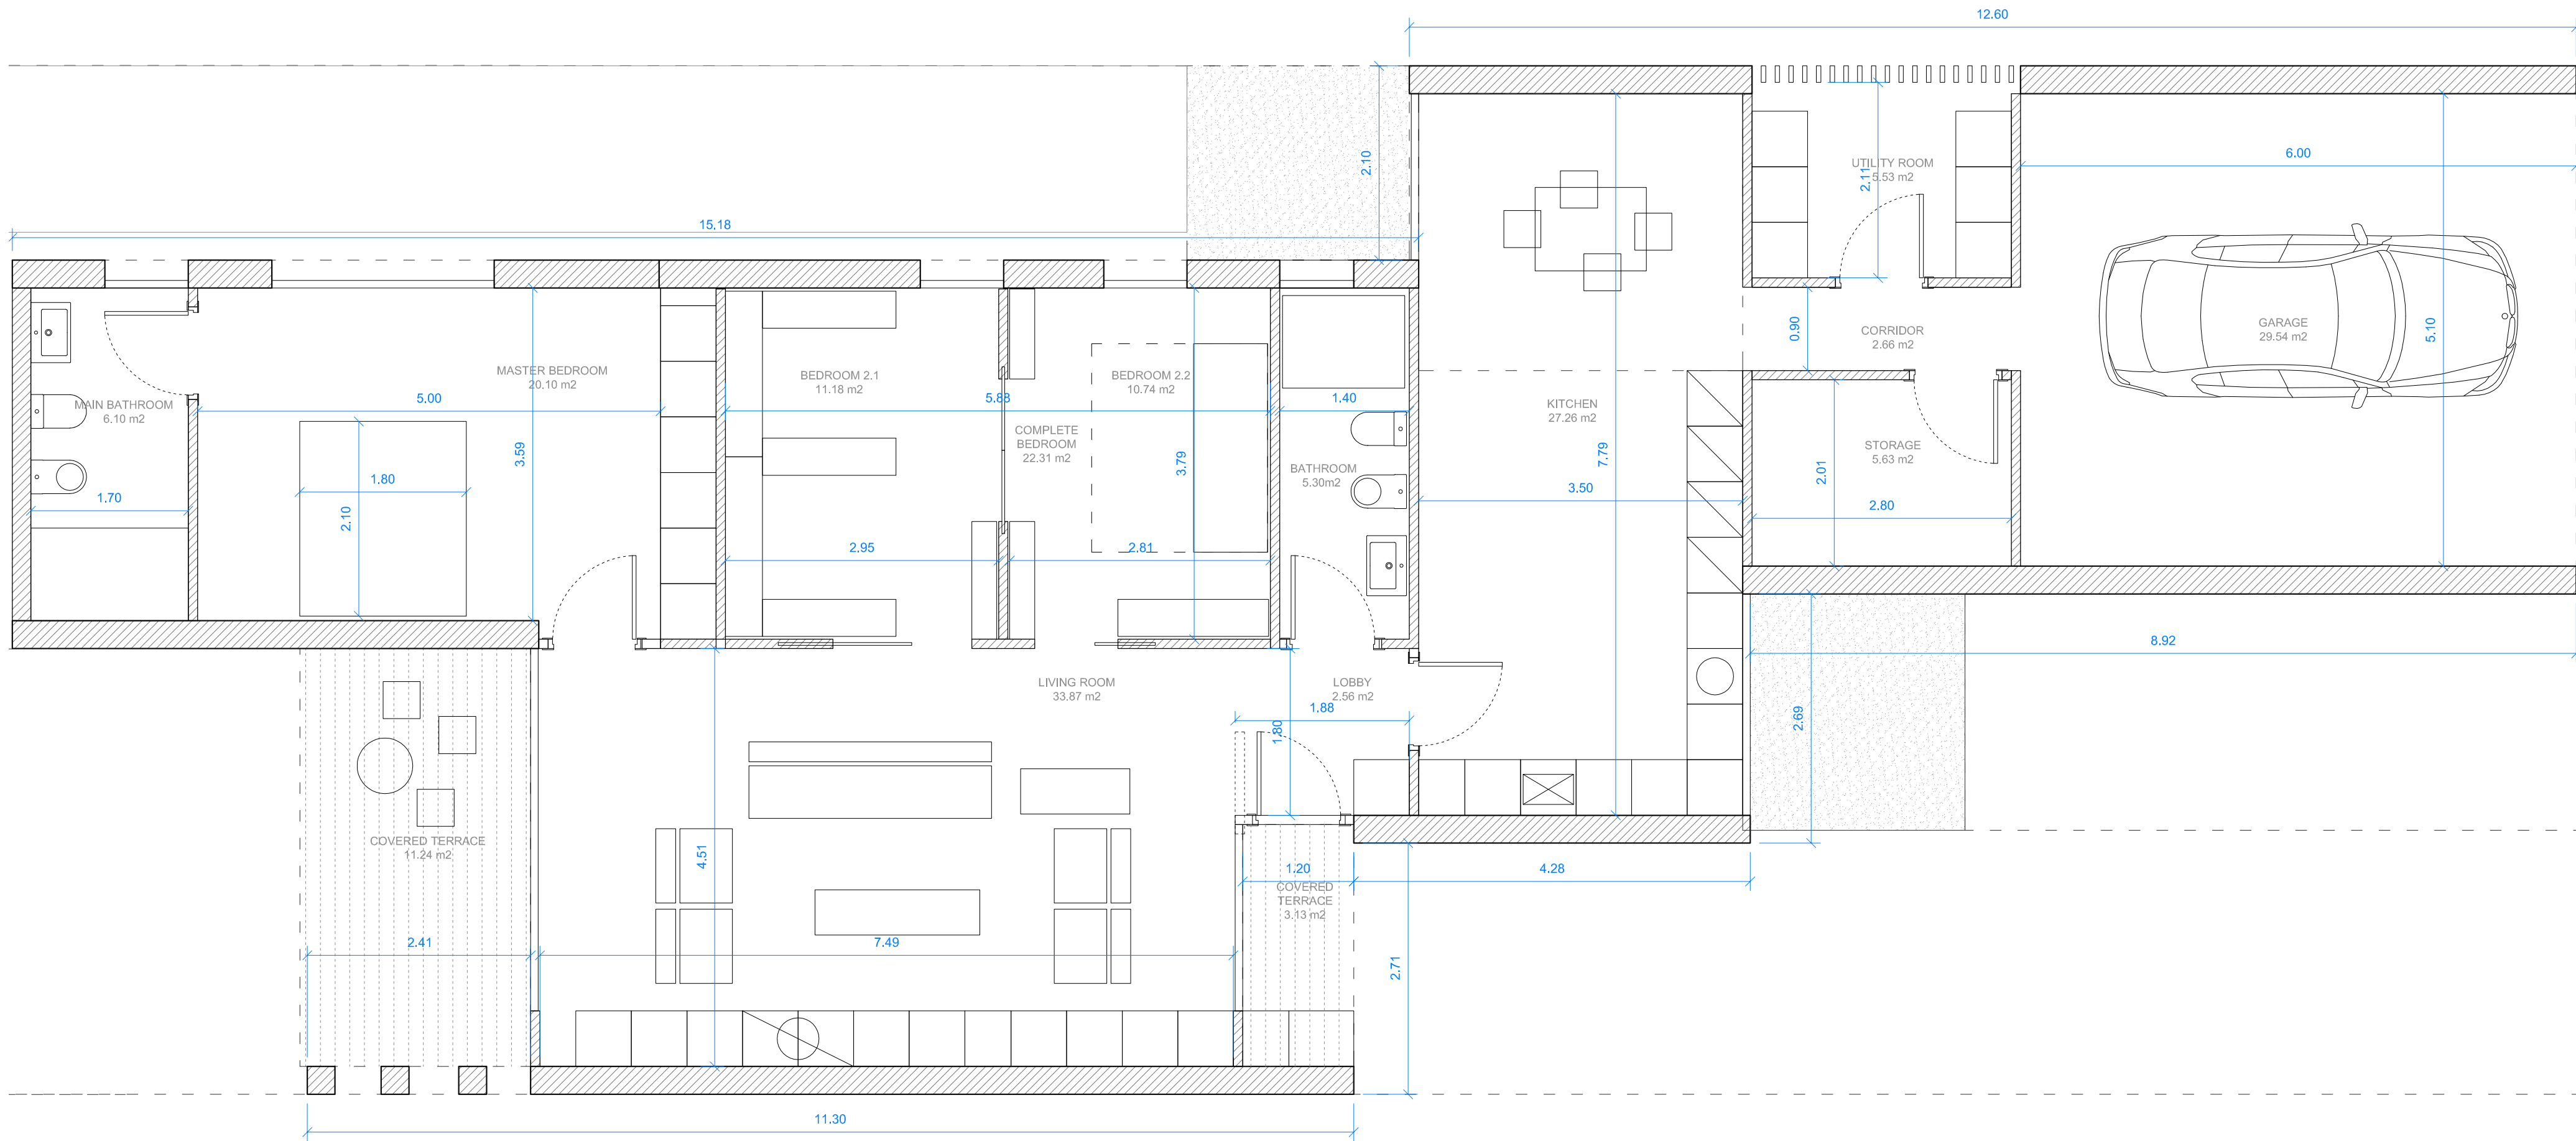 12.60
2.10
UTILITY ROOM
5.53 m2
2.11
6.00
15.18
0.90
CORRIDOR
2.66 m2
GARAGE
29.54 m2
5.10
MASTER BEDROOM
20.10 m2
BEDROOM 2.1
11.18 m2
BEDROOM 2.2
10.74 m2
MAIN BATHROOM
6.10 m2
5.00
5.88
1.40
KITCHEN
27.26 m2
COMPLETE
BEDROOM
22.31 m2
3.59
3.79
7.79
STORAGE
5.63 m2
BATHROOM
5.30m2
2.01
1.80
1.70
2.10
3.50
2.80
2.95
2.81
8.92
LIVING ROOM
33.87 m2
LOBBY
2.56 m2
1.88
1.80
2.69
COVERED TERRACE
11.24 m2
4.51
1.20
4.28
COVERED
TERRACE
3.13 m2
2.41
7.49
2.71
11.30